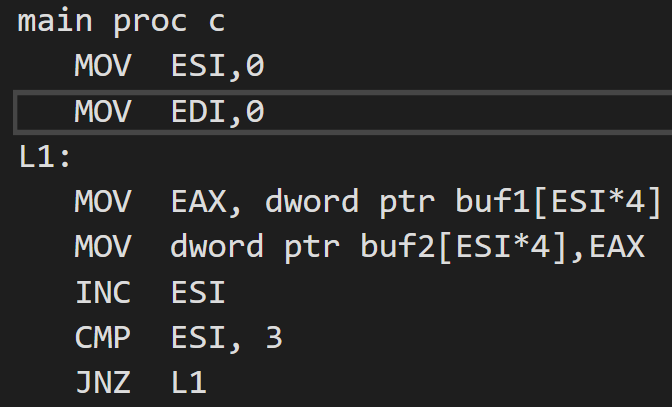 main proc c
MOV ESI,0
MOV EDI,0
L1:
MOV EAX, dword ptr buf1[ESI*4]
MOV dword ptr buf2[ESI*4],EAX
INC ESI
CMP ESI, 3
JNZ L1